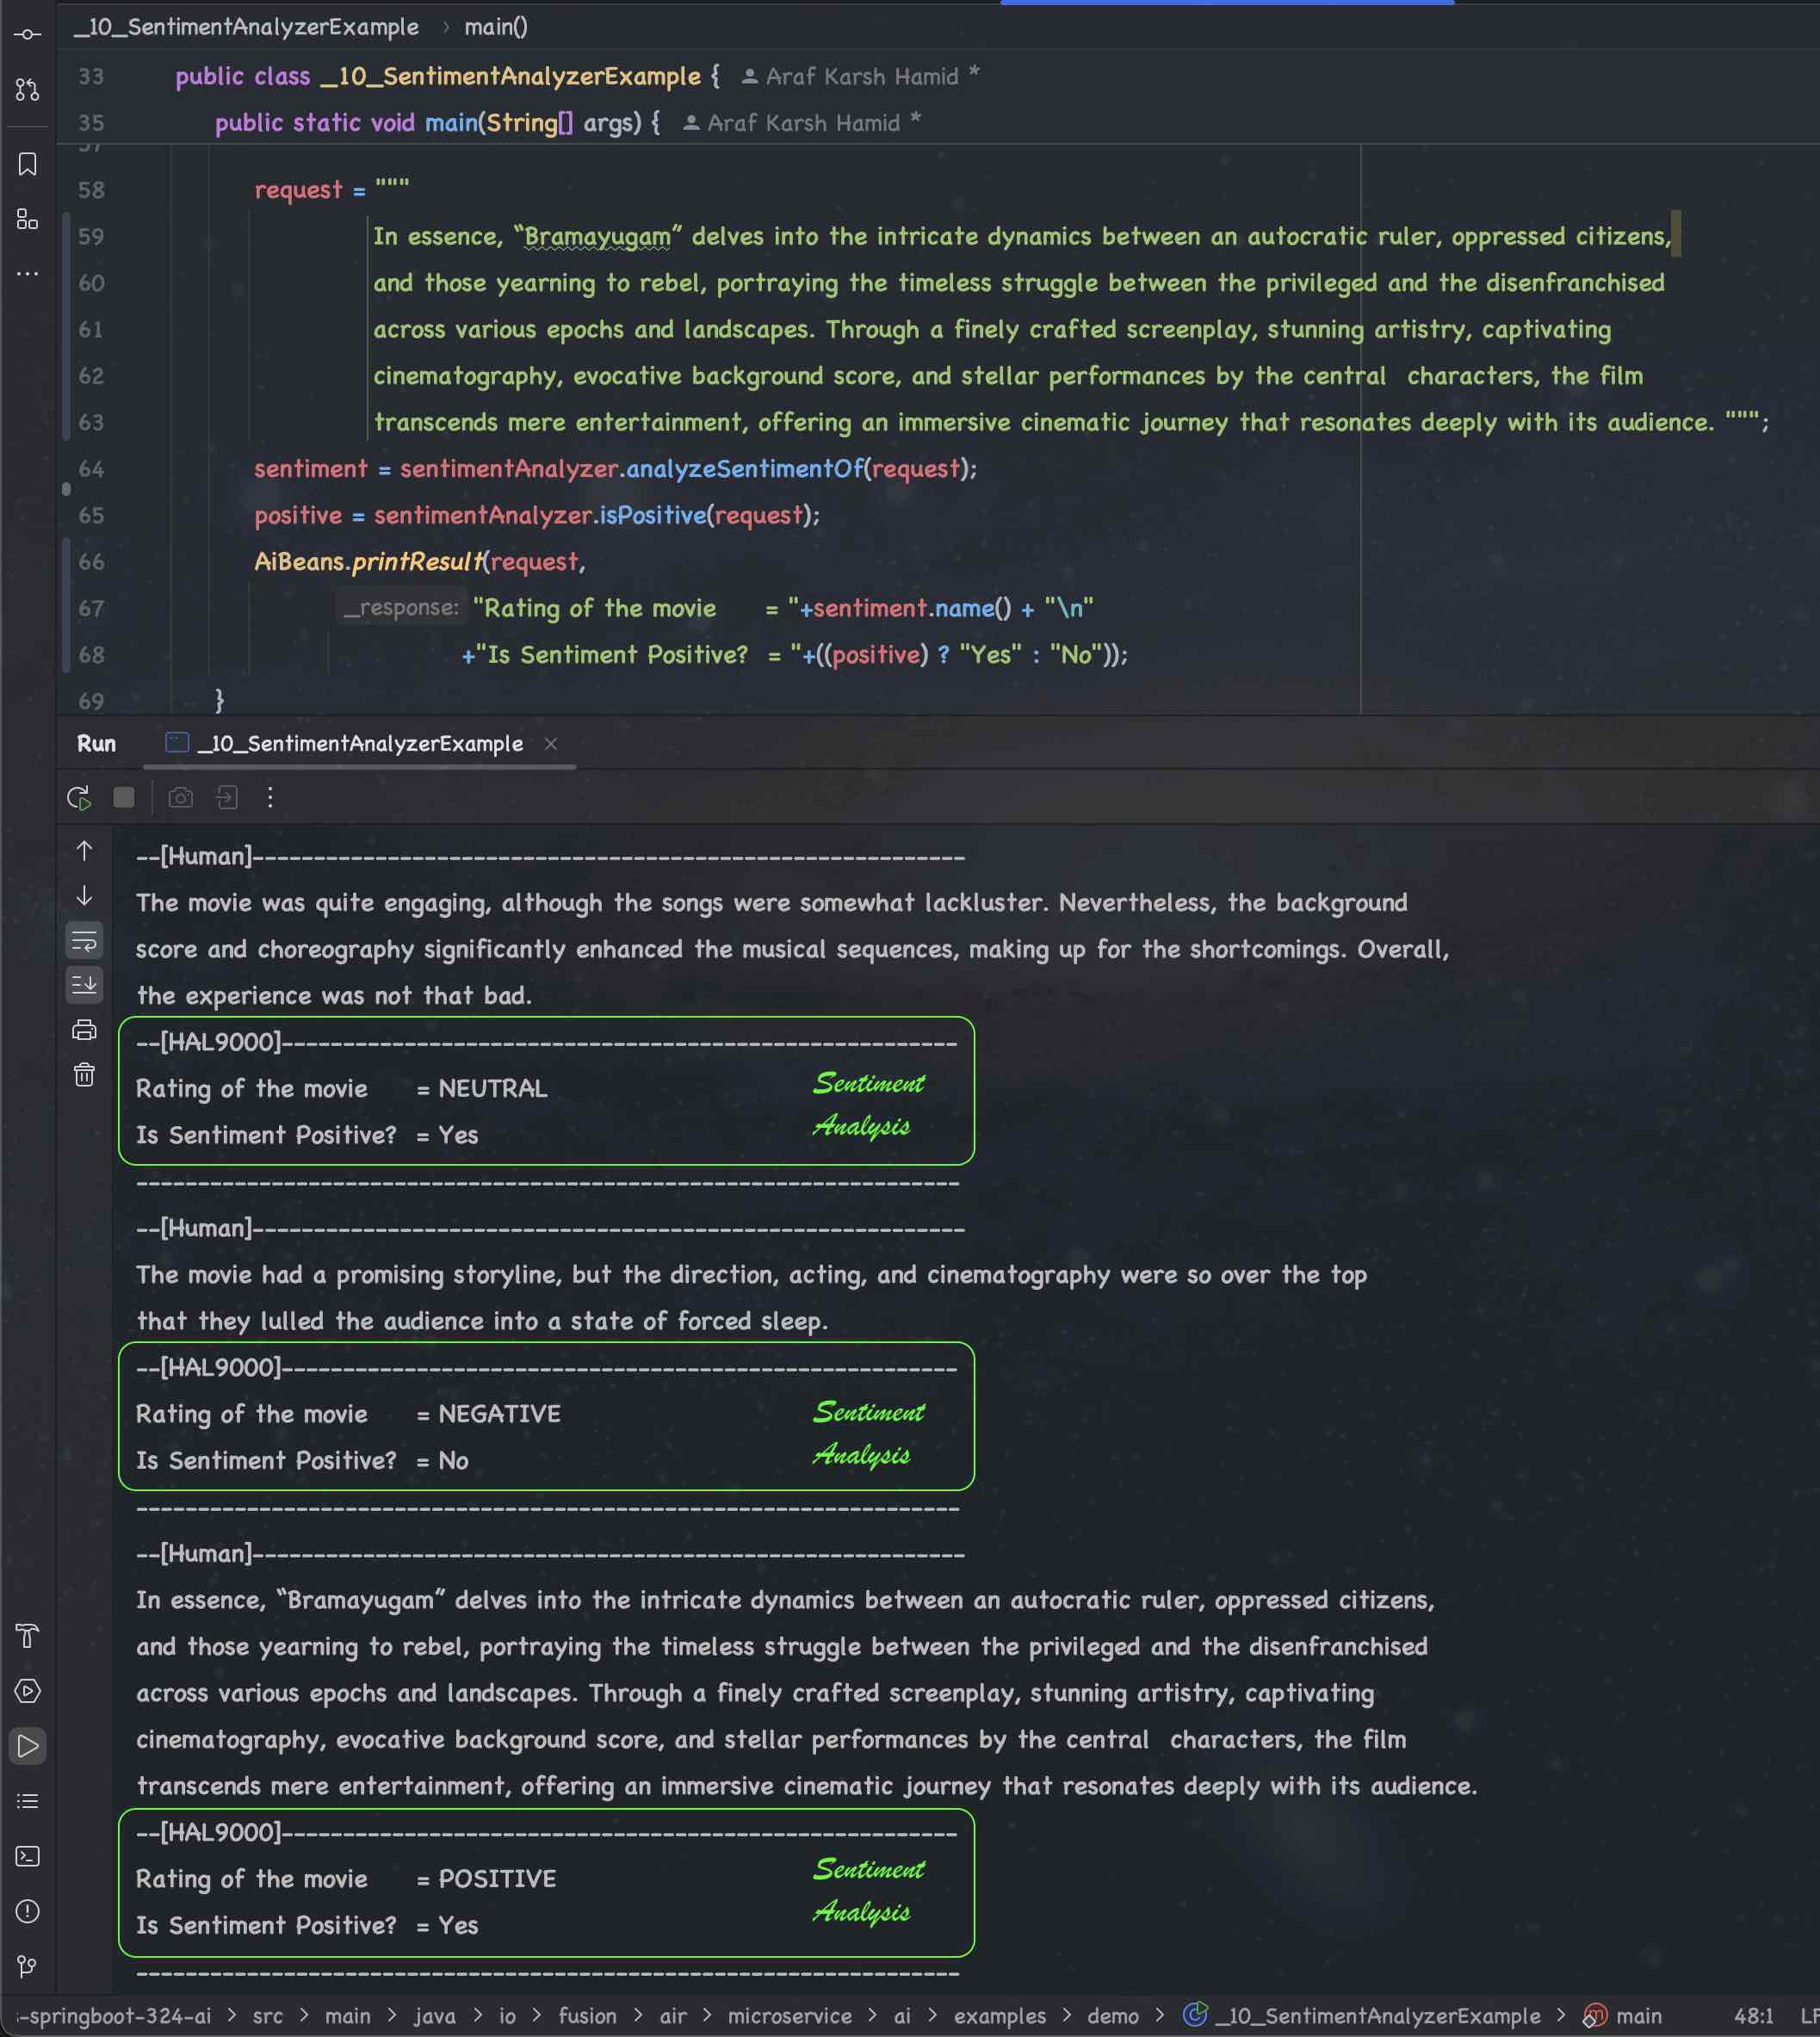 _10_SentimentAnalyzerExample › main()
33 public class _10_SentimentAnalyzerExample { Araf Karsh Hamid *
35 public static void main(String[] args) { Araf Karsh Hamid *
57
58 request = """
59 In essence, “Bramayugam” delves into the intricate dynamics between an autocratic ruler, oppressed citizens,
60 and those yearning to rebel, portraying the timeless struggle between the privileged and the disenfranchised
61 across various epochs and landscapes. Through a finely crafted screenplay, stunning artistry, captivating
62 cinematography, evocative background score, and stellar performances by the central  characters, the film
63 transcends mere entertainment, offering an immersive cinematic journey that resonates deeply with its audience. """;
64 sentiment = sentimentAnalyzer.analyzeSentimentOf(request);
65 positive = sentimentAnalyzer.isPositive(request);
66 AiBeans.printResult(request,
67 __response: "Rating of the movie     = "+sentiment.name() + "\n"
68 +"Is Sentiment Positive?  = "+((positive) ? "Yes" : "No"));
69 }
Run _10_SentimentAnalyzerExample
--[Human]----------------------------------------------------------
The movie was quite engaging, although the songs were somewhat lackluster. Nevertheless, the background
score and choreography significantly enhanced the musical sequences, making up for the shortcomings. Overall,
the experience was not that bad.
--[HAL9000]-------------------------------------------------------
Rating of the movie     = NEUTRAL
Is Sentiment Positive?  = Yes
Sentiment
Analysis
-------------------------------------------------------------------
--[Human]----------------------------------------------------------
The movie had a promising storyline, but the direction, acting, and cinematography were so over the top
that they lulled the audience into a state of forced sleep.
--[HAL9000]-------------------------------------------------------
Rating of the movie     = NEGATIVE
Is Sentiment Positive?  = No
Sentiment
Analysis
-------------------------------------------------------------------
--[Human]----------------------------------------------------------
In essence, “Bramayugam” delves into the intricate dynamics between an autocratic ruler, oppressed citizens,
and those yearning to rebel, portraying the timeless struggle between the privileged and the disenfranchised
across various epochs and landscapes. Through a finely crafted screenplay, stunning artistry, captivating
cinematography, evocative background score, and stellar performances by the central  characters, the film
transcends mere entertainment, offering an immersive cinematic journey that resonates deeply with its audience.
--[HAL9000]-------------------------------------------------------
Rating of the movie     = POSITIVE
Is Sentiment Positive?  = Yes
Sentiment
Analysis
-------------------------------------------------------------------
-springboot-324-ai > src > main > java > io > fusion > air > microservice > ai > examples > demo > _10_SentimentAnalyzerExample > main 48:1 LF